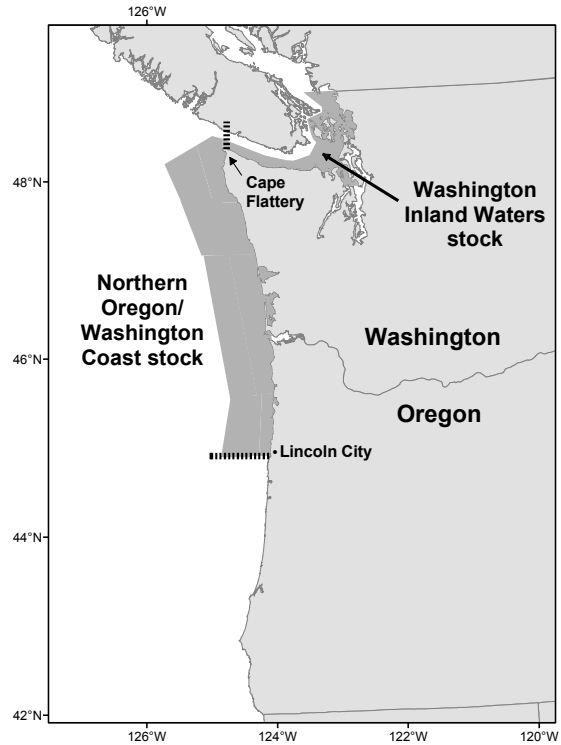 126°W
48°N
Cape
Flattery
Washington
Inland Waters
stock
Northern
Oregon/
Washington
Coast stock
Washington
46°N
Oregon
Lincoln City
44°N
42°N
126°W
124°W
122°W
120°W